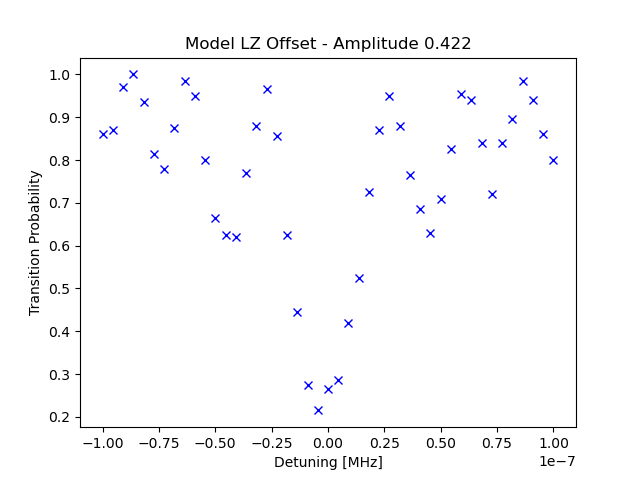 Model LZ Offset - Amplitude 0.422
Transition Probability
1.0
0.9
0.8
0.7
0.6
0.5
0.4
0.3
0.2
−1.00 −0.75 −0.50 −0.25 0.00 0.25 0.50 0.75 1.00
1e−7
Detuning [MHz]